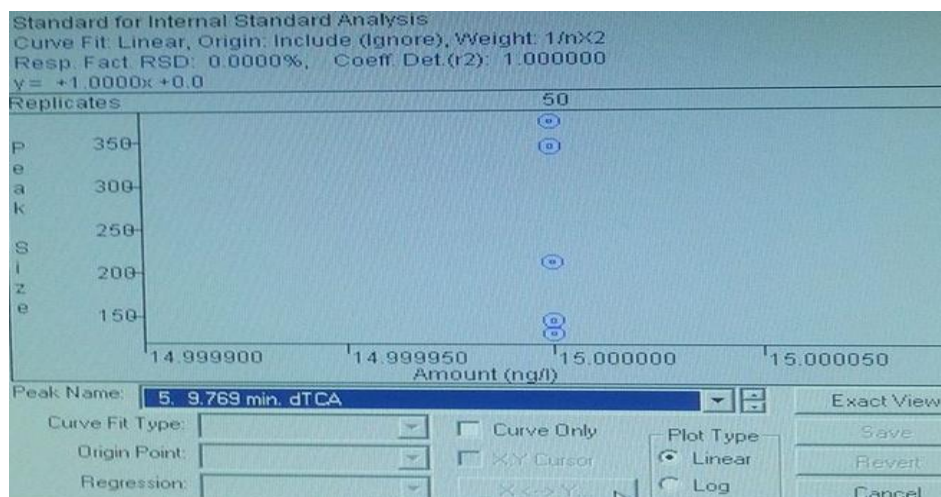 Standard for Internal Standard Analysis
Curve Fit: Linear, Origin: Include (Ignore), Weight: 1/nX2
Resp. Fact. RSD: 0.0000%, Coeff. Det.(r2): 1.000000
y = +1.0000x +0.0
Replicates 50
Peak Size
350
300
250
200
150
14.999900 14.999950 15.000000 15.000050
Amount (ng/l)
Peak Name: 5. 9.769 min. dTCA Exact View
Curve Fit Type: Curve Only Plot Type Save
Origin Point: X/Y Cursor Linear Revert
Regression: X <-> Y Log Cancel